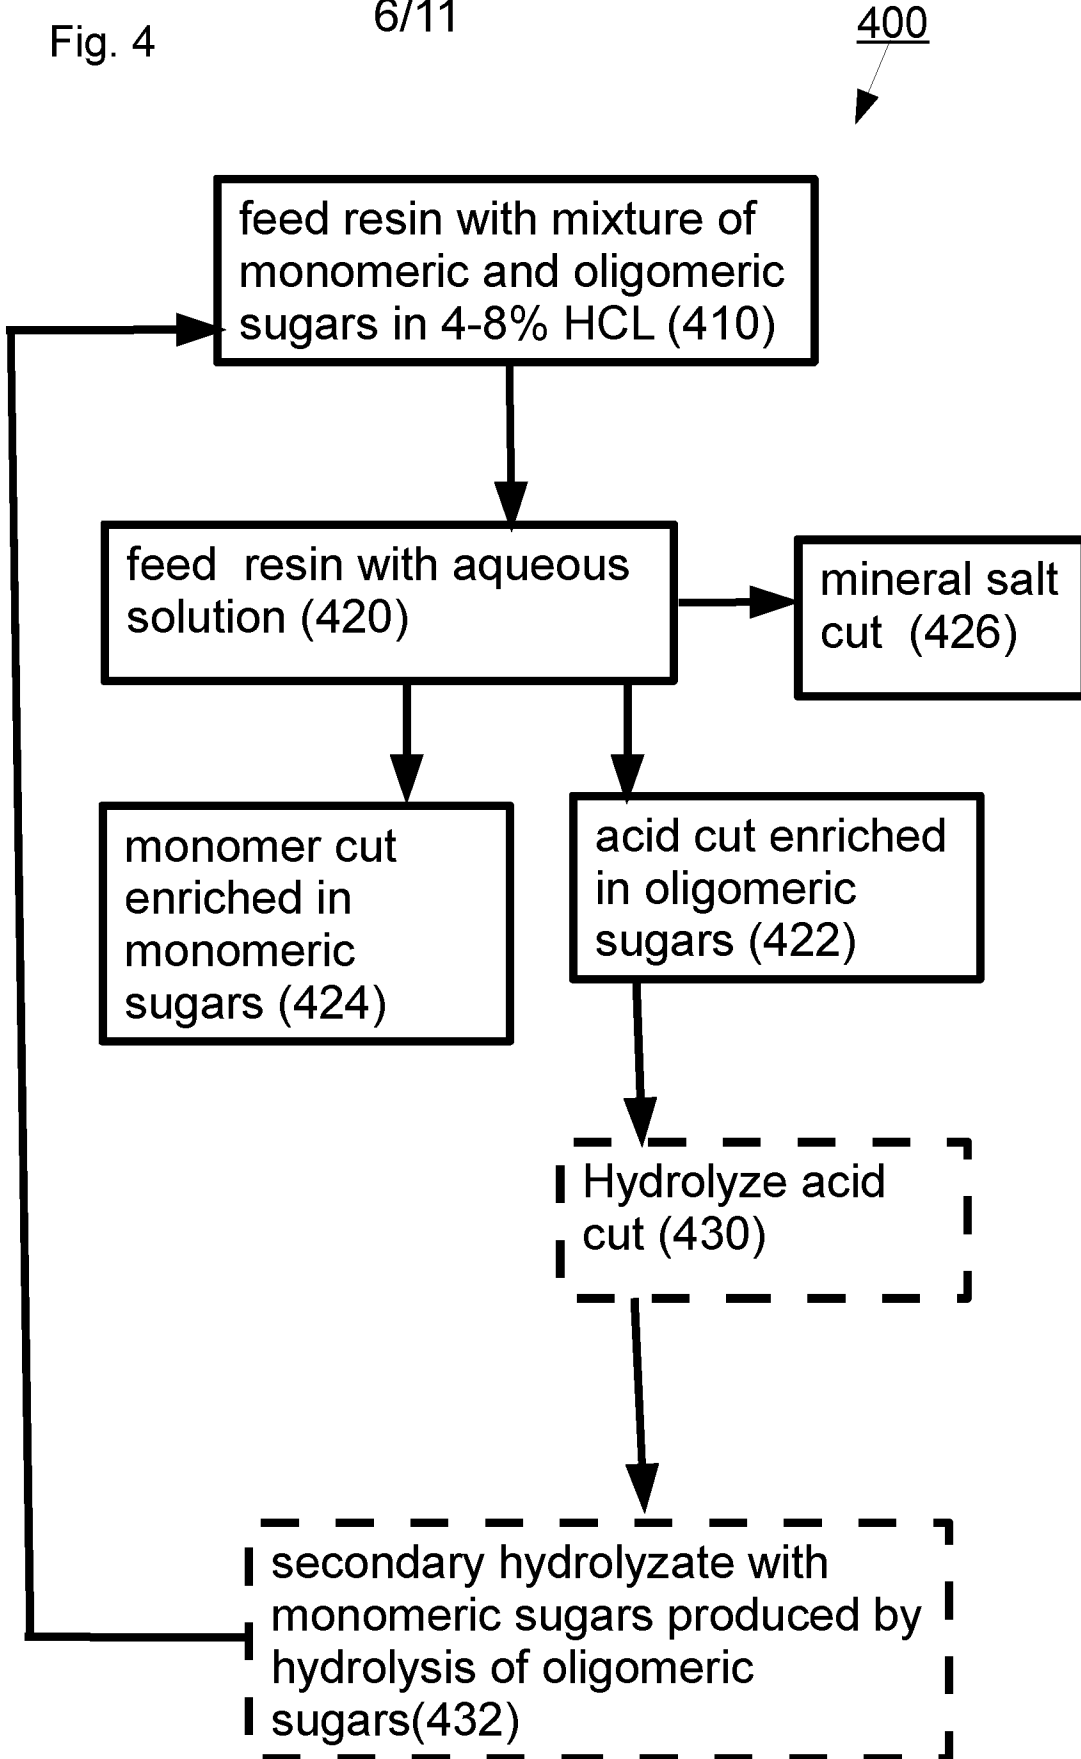 Fig. 4
6/11
400
feed resin with mixture of
monomeric and oligomeric
sugars in 4-8% HCL (410)
feed  resin with aqueous
solution (420)
mineral salt
cut  (426)
monomer cut
enriched in
monomeric
sugars (424)
acid cut enriched
in oligomeric
sugars (422)
Hydrolyze acid
cut (430)
secondary hydrolyzate with
monomeric sugars produced by
hydrolysis of oligomeric
sugars(432)